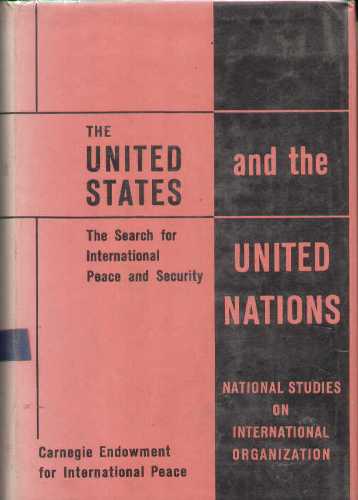 THE
UNITED
STATES
and the
UNITED
NATIONS
The Search for
International
Peace and Security
NATIONAL STUDIES
ON
INTERNATIONAL
ORGANIZATION
Carnegie Endowment
for International Peace